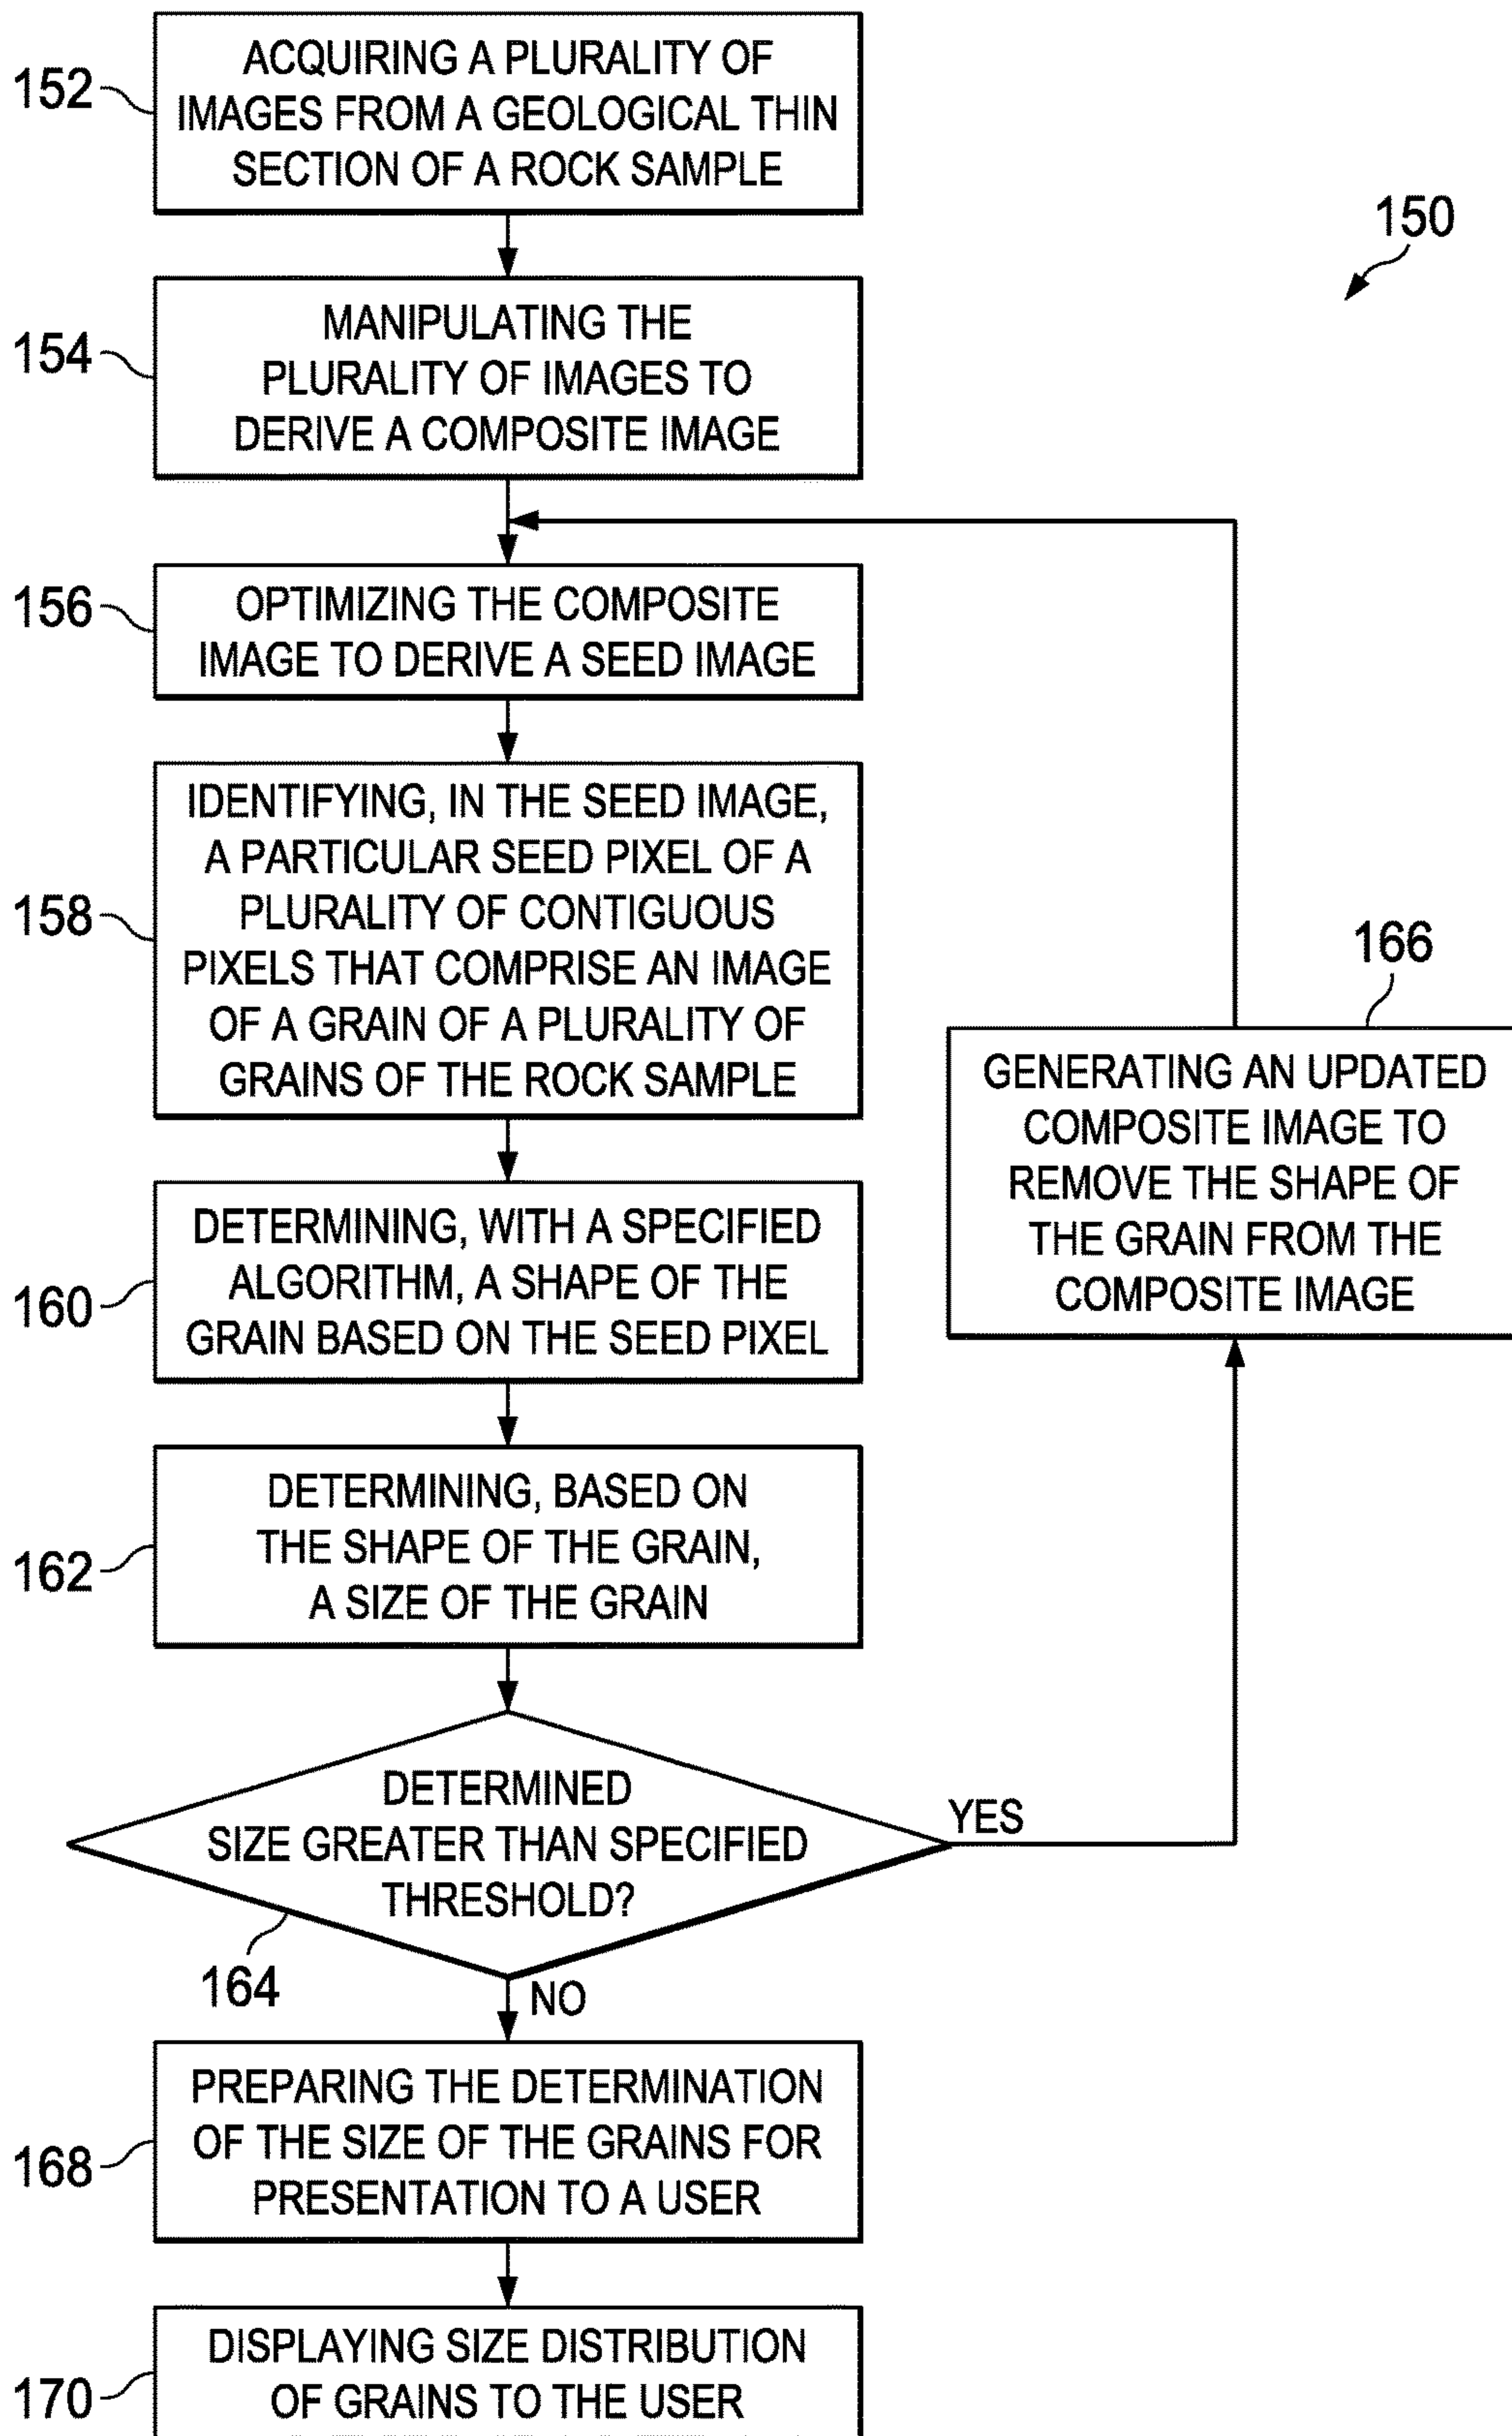 152
ACQUIRING A PLURALITY OF
IMAGES FROM A GEOLOGICAL THIN
SECTION OF A ROCK SAMPLE
150
154
MANIPULATING THE
PLURALITY OF IMAGES TO
DERIVE A COMPOSITE IMAGE
156
OPTIMIZING THE COMPOSITE
IMAGE TO DERIVE A SEED IMAGE
158
IDENTIFYING, IN THE SEED IMAGE,
A PARTICULAR SEED PIXEL OF A
PLURALITY OF CONTIGUOUS
PIXELS THAT COMPRISE AN IMAGE
OF A GRAIN OF A PLURALITY OF
GRAINS OF THE ROCK SAMPLE
160
DETERMINING, WITH A SPECIFIED
ALGORITHM, A SHAPE OF THE
GRAIN BASED ON THE SEED PIXEL
162
DETERMINING, BASED ON
THE SHAPE OF THE GRAIN,
A SIZE OF THE GRAIN
DETERMINED
SIZE GREATER THAN SPECIFIED
THRESHOLD?
164
YES
NO
166
GENERATING AN UPDATED
COMPOSITE IMAGE TO
REMOVE THE SHAPE OF
THE GRAIN FROM THE
COMPOSITE IMAGE
168
PREPARING THE DETERMINATION
OF THE SIZE OF THE GRAINS FOR
PRESENTATION TO A USER
170
DISPLAYING SIZE DISTRIBUTION
OF GRAINS TO THE USER